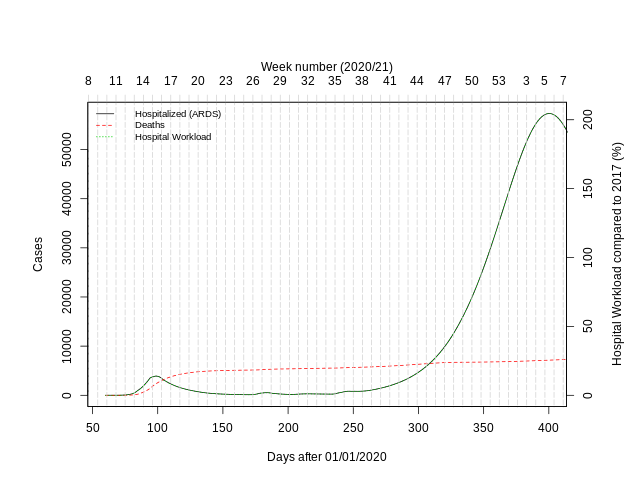 Week number (2020/21)
8 11 14 17 20 23 26 29 32 35 38 41 44 47 50 53 3 5 7
Hospitalized (ARDS)
Deaths
Hospital Workload
Cases
0 10000 20000 30000 40000 50000
Hospital Workload compared to 2017 (%)
0 50 100 150 200
50 100 150 200 250 300 350 400
Days after 01/01/2020